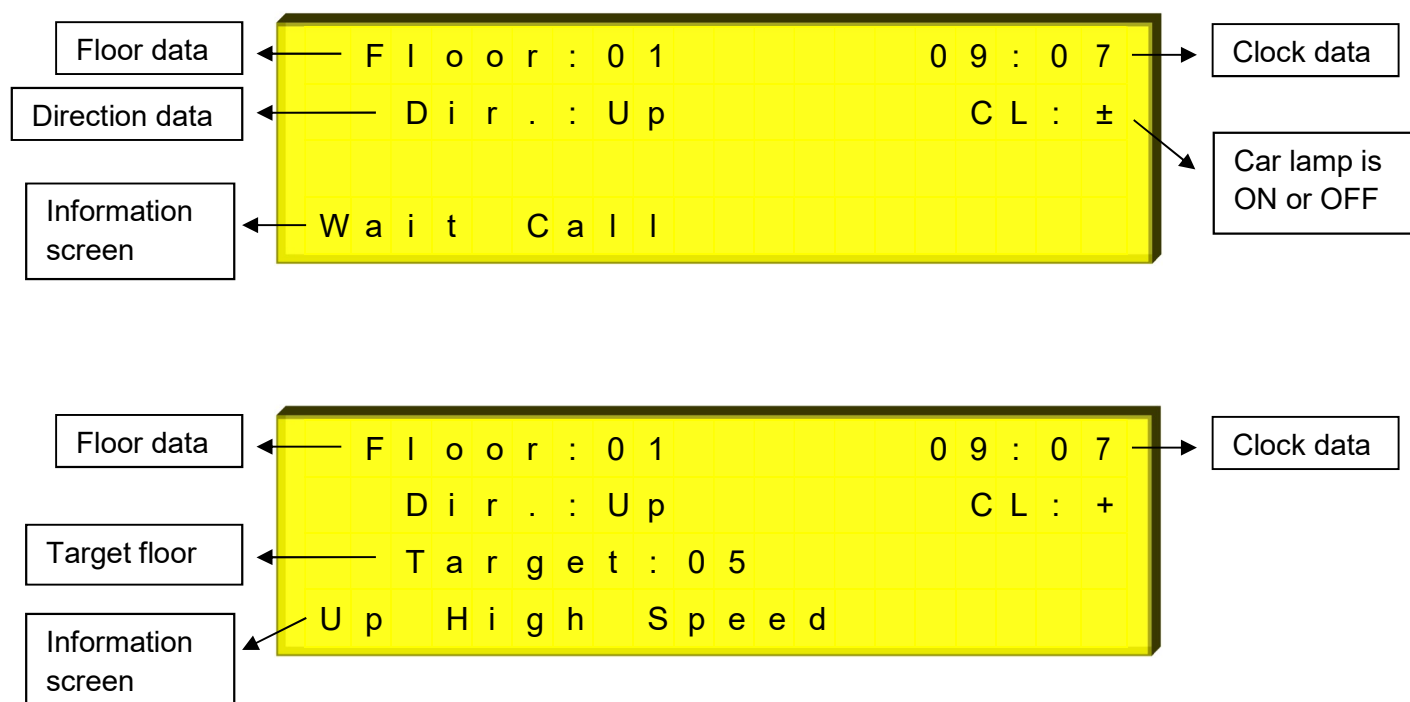 Floor data
Floor:01 09:07
Clock data
Direction data
Dir.:Up CL: ±
Car lamp is
ON or OFF
Information
screen
Wait Call
Floor data
Floor:01 09:07
Clock data
Dir.:Up CL: +
Target floor
Target:05
Information
screen
Up High Speed